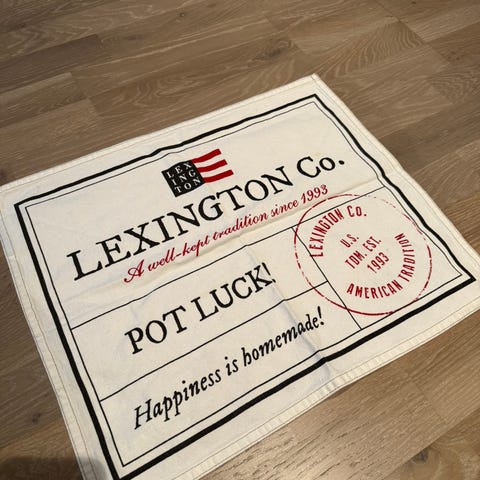 LEX
ING
TON
LEXINGTON Co.
A well-kept tradition since 1993
LEXINGTON CO.
U.S.
TDM. EST.
1993
AMERICAN TRADITION
POT LUCK!
Happiness is homemade!